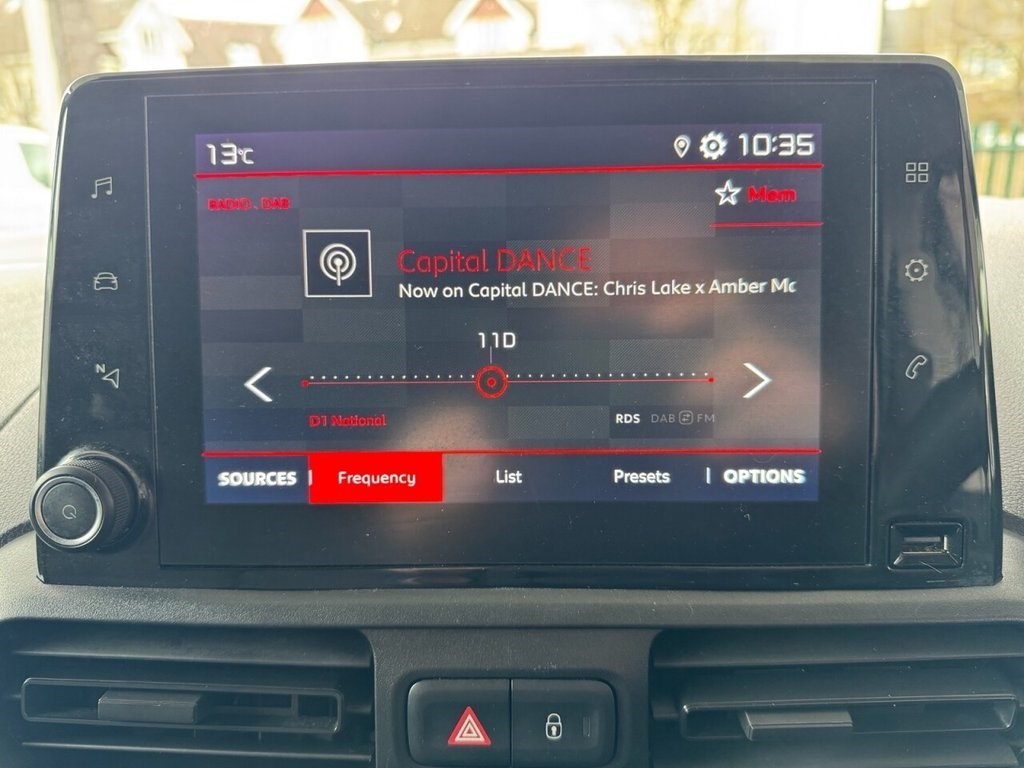 13°C 10:35
RADIO . DAB Mem
Capital DANCE
Now on Capital DANCE: Chris Lake x Amber Mc
11D
N
D1 National RDS DAB FM
SOURCES Frequency List Presets OPTIONS